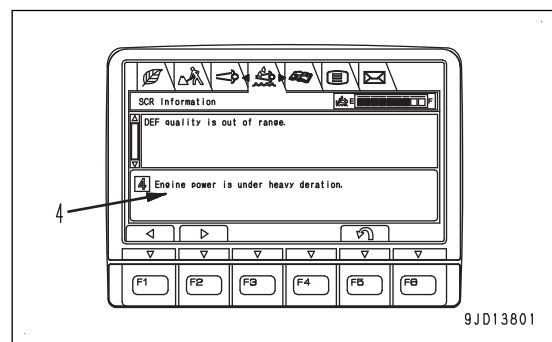 SCR Information
E F
DEF quality is out of range.
4 Engine power is under heavy deration.
4
F1 F2 F3 F4 F5 F6
9JD13801